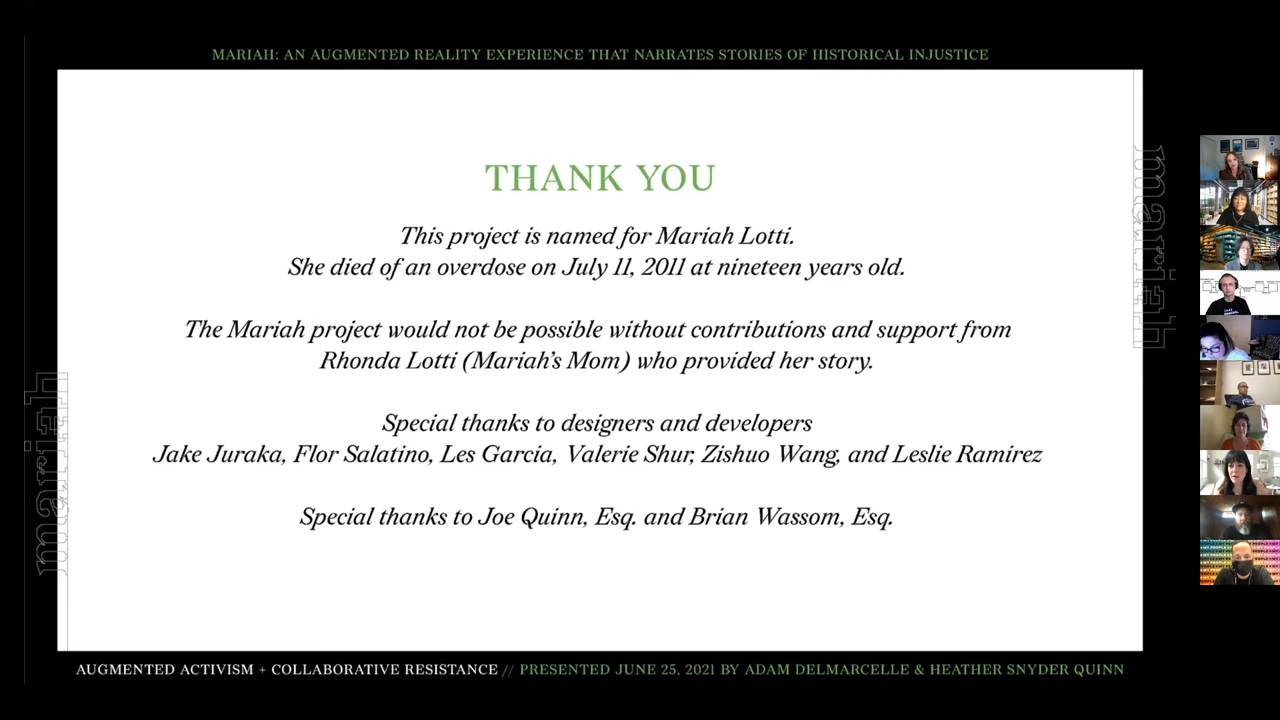 MARIAH: AN AUGMENTED REALITY EXPERIENCE THAT NARRATES STORIES OF HISTORICAL INJUSTICE
THANK YOU
This project is named for Mariah Lotti.
She died of an overdose on July 11, 2011 at nineteen years old.
The Mariah project would not be possible without contributions and support from
Rhonda Lotti (Mariah's Mom) who provided her story.
Special thanks to designers and developers
Jake Juraka, Flor Salatino, Les Garcia, Valerie Shur, Zishuo Wang, and Leslie Ramirez
Special thanks to Joe Quinn, Esq. and Brian Wassom, Esq.
mariah
mariah
AUGMENTED ACTIVISM + COLLABORATIVE RESISTANCE // PRESENTED JUNE 25, 2021 BY ADAM DELMARCELLE & HEATHER SNYDER QUINN